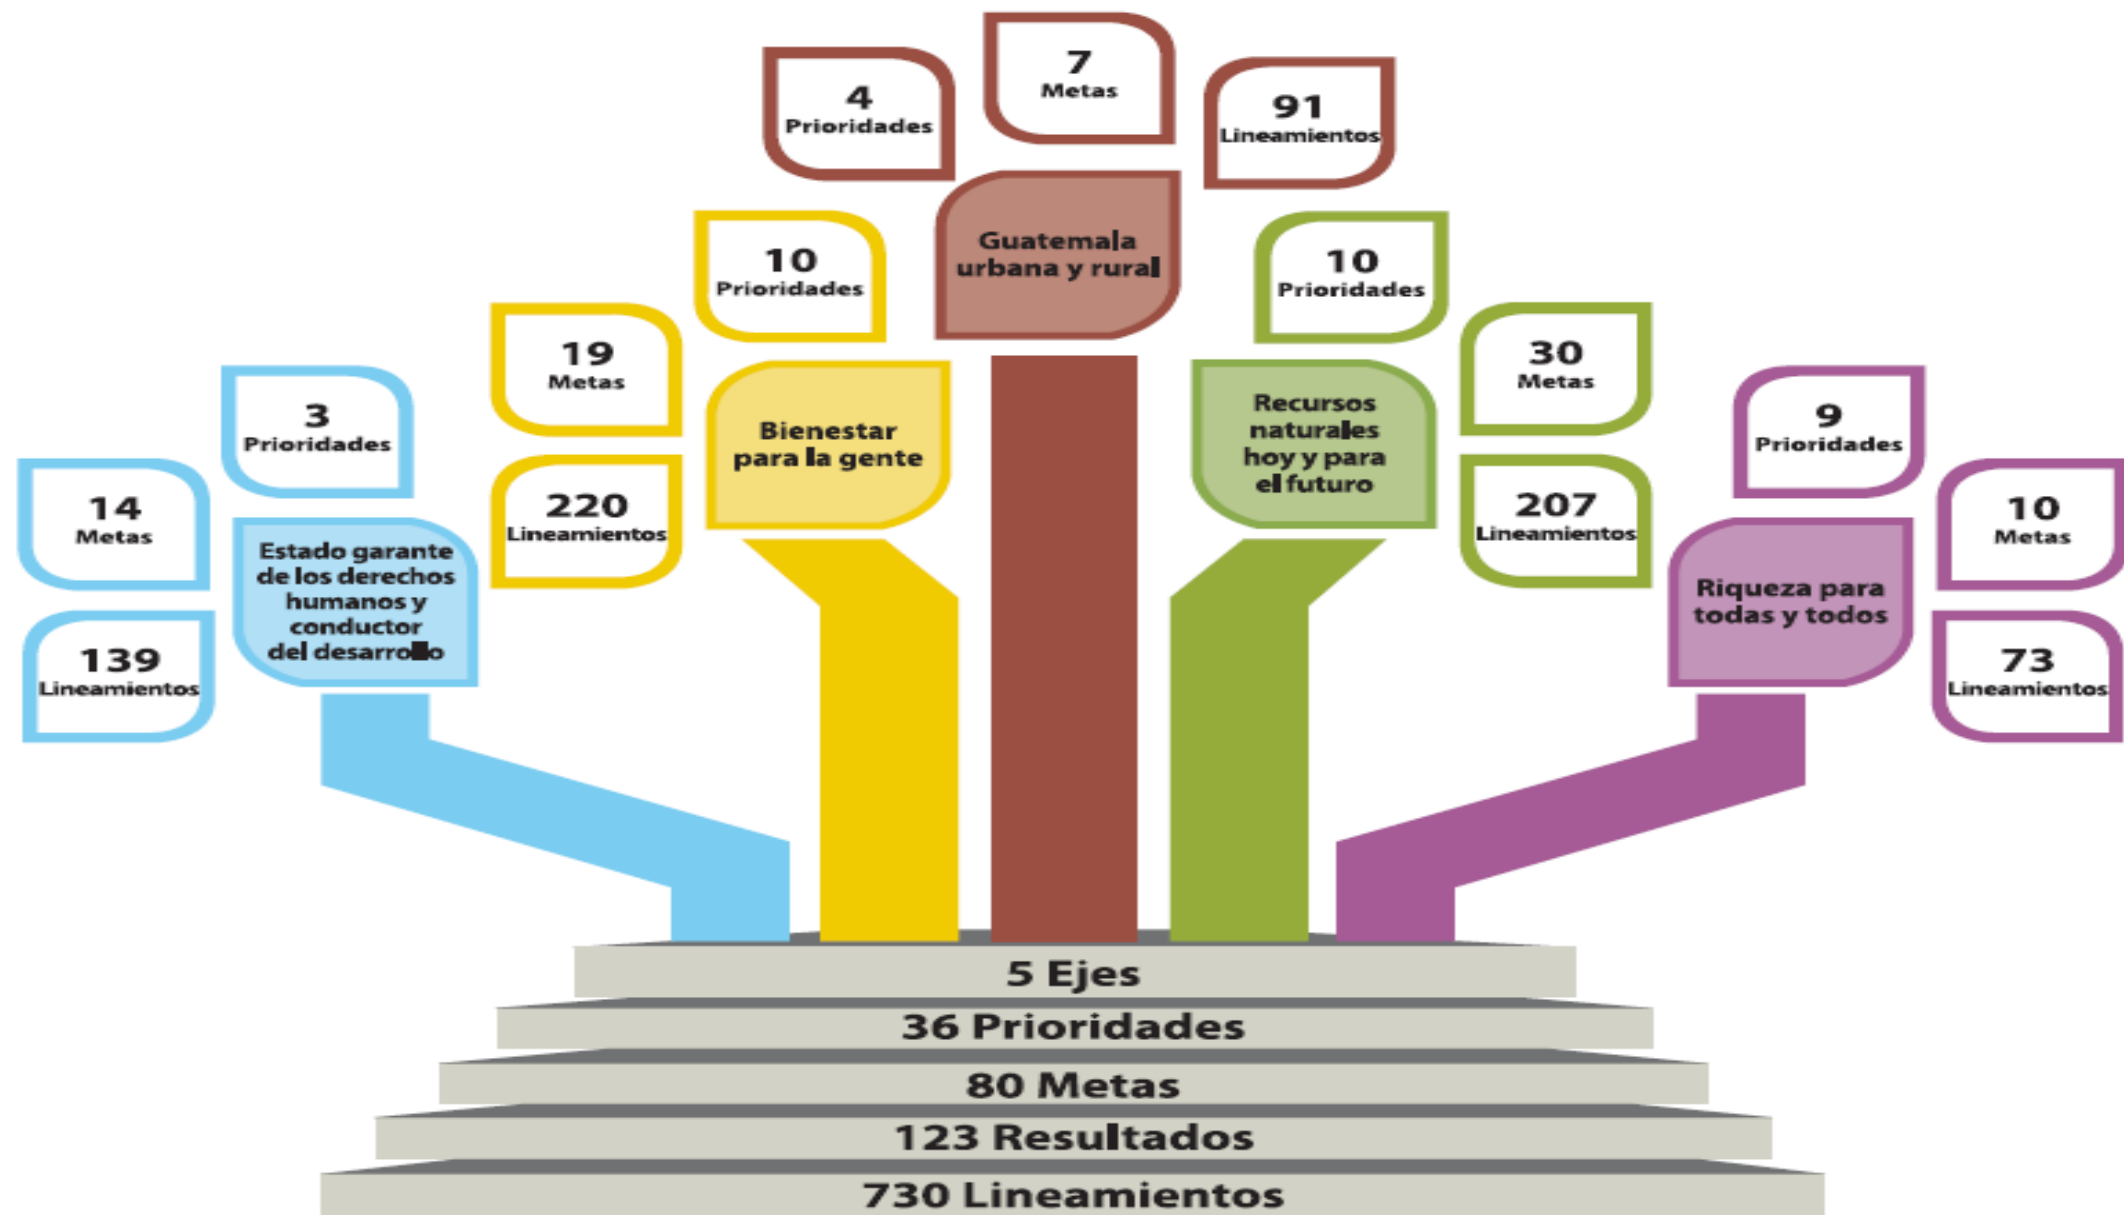 7
Metas
4
Prioridades
91
Lineamientos
Guatemala
urbana y rural
10
Prioridades
19
Metas
220
Lineamientos
Bienestar
para la gente
10
Prioridades
30
Metas
207
Lineamientos
Recursos
naturales
hoy y para
el futuro
3
Prioridades
14
Metas
139
Lineamientos
Estado garante
de los derechos
humanos y
conductor
del desarrollo
9
Prioridades
10
Metas
73
Lineamientos
Riqueza para
todas y todos
5 Ejes
36 Prioridades
80 Metas
123 Resultados
730 Lineamientos